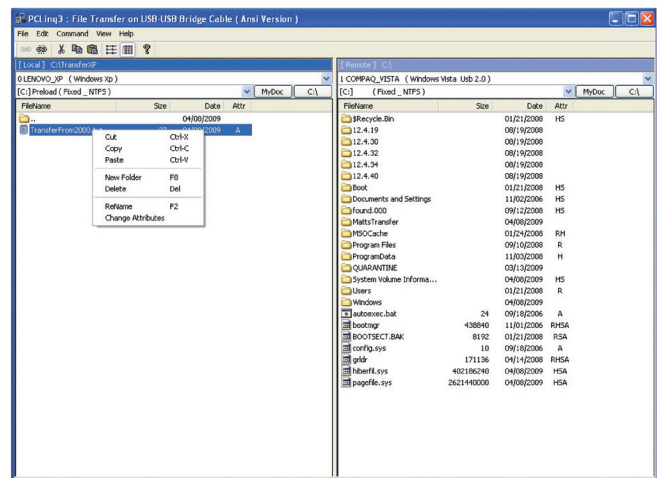 PCLinq3 : File Transfer on USB-USB Bridge Cable ( Ansi Version )
File Edit Command View Help
[ Local ] C:\TransferXP
0 LENOVO_XP ( Windows Xp )
[C:] Preload ( Fixed _ NTFS ) MyDoc C:\
FileName Size Date Attr
.. 04/08/2009
TransferFrom2000 27 04/08/2009 A
Cut Ctrl-X
Copy Ctrl-C
Paste Ctrl-V
New Folder F8
Delete Del
ReName F2
Change Attributes
[ Remote ] C:\
1 COMPAQ_VISTA ( Windows Vista Usb 2.0 )
[C:] ( Fixed _ NTFS ) MyDoc C:\
FileName Size Date Attr
$Recycle.Bin 01/21/2008 HS
12.4.19 08/19/2008
12.4.30 08/19/2008
12.4.32 08/19/2008
12.4.34 08/19/2008
12.4.40 08/19/2008
Boot 01/21/2008 HS
Documents and Settings 11/02/2006 HS
found.000 09/12/2008 HS
MattsTransfer 04/08/2009
MSOCache 01/24/2008 RH
Program Files 09/10/2008 R
ProgramData 11/03/2008 H
QUARANTINE 03/13/2009
System Volume Informa... 04/08/2009 HS
Users 01/21/2008 R
Windows 04/08/2009
autoexec.bat 24 09/18/2006 A
bootmgr 438840 11/01/2006 RHSA
BOOTSECT.BAK 8192 01/21/2008 RSA
config.sys 10 09/18/2006 A
grldr 171136 04/14/2008 RHSA
hiberfil.sys 402186240 04/08/2009 HSA
pagefile.sys 2621440000 04/08/2009 HSA